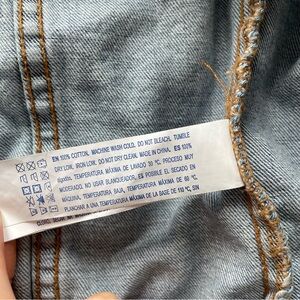 EN 100% COTTON. MACHINE WASH COLD. DO NOT BLEACH. TUMBLE
DRY LOW. IRON LOW. DO NOT DRY CLEAN. MADE IN CHINA. ES 100%
algodón. TEMPERATURA MÁXIMA DE LAVADO 30 °C. PROCESO MUY
MODERADO. NO USAR BLANQUEADOR. ES POSIBLE EL SECADO EN
MÁQUINA, TEMPERATURA BAJA, TEMPERATURA MÁXIMA DE 60 °C.
PLANCHAR A UNA TEMPERATURA MÁXIMA DE LA BASE DE 110 °C, SIN